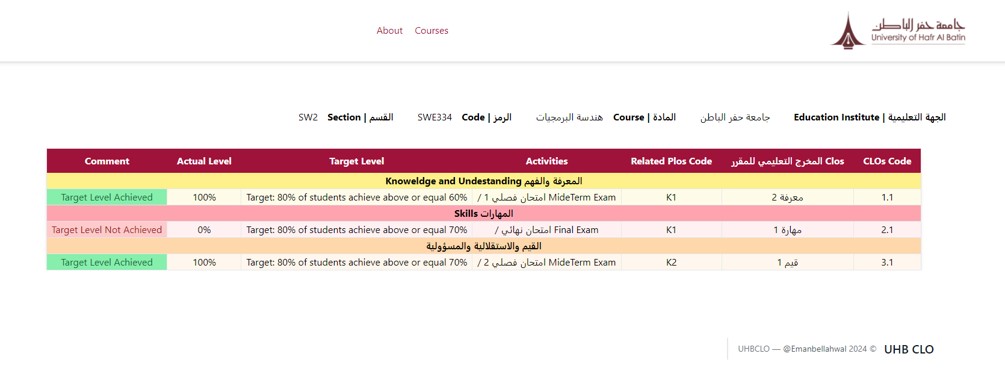 About Courses
جامعة حفر الباطن
University of Hafr Al Batin
الجهة التعليمية | Education Institute جامعة حفر الباطن المادة | Course هندسة البرمجيات الرمز | Code SWE334 القسم | Section SW2
CLOs Code المخرج التعليمي للمقرر Clos Related Plos Code Activities Target Level Actual Level Comment
المعرفة والفهم Knoweldge and Undestanding
1.1 معرفة 2 K1 امتحان فصلي 1 / MideTerm Exam Target: 80% of students achieve above or equal 60% 100% Target Level Achieved
المهارات Skills
2.1 مهارة 1 K1 امتحان نهائي / Final Exam Target: 80% of students achieve above or equal 70% 0% Target Level Not Achieved
القيم والاستقلالية والمسؤولية
3.1 قيم 1 K2 امتحان فصلي 2 / MideTerm Exam Target: 80% of students achieve above or equal 70% 100% Target Level Achieved
UHB CLO © 2024 UHBCLO — @Emanbellahwal